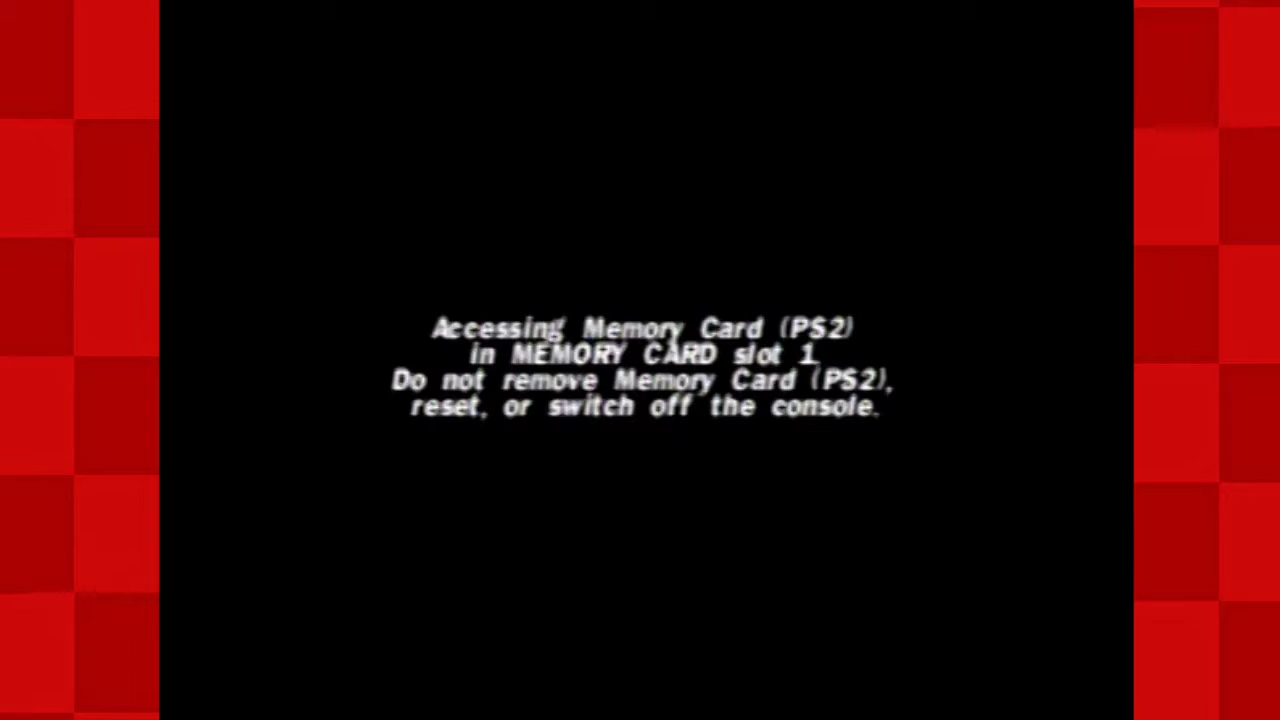 Accessing Memory Card (PS2)
in MEMORY CARD slot 1.
Do not remove Memory Card (PS2),
reset, or switch off the console.